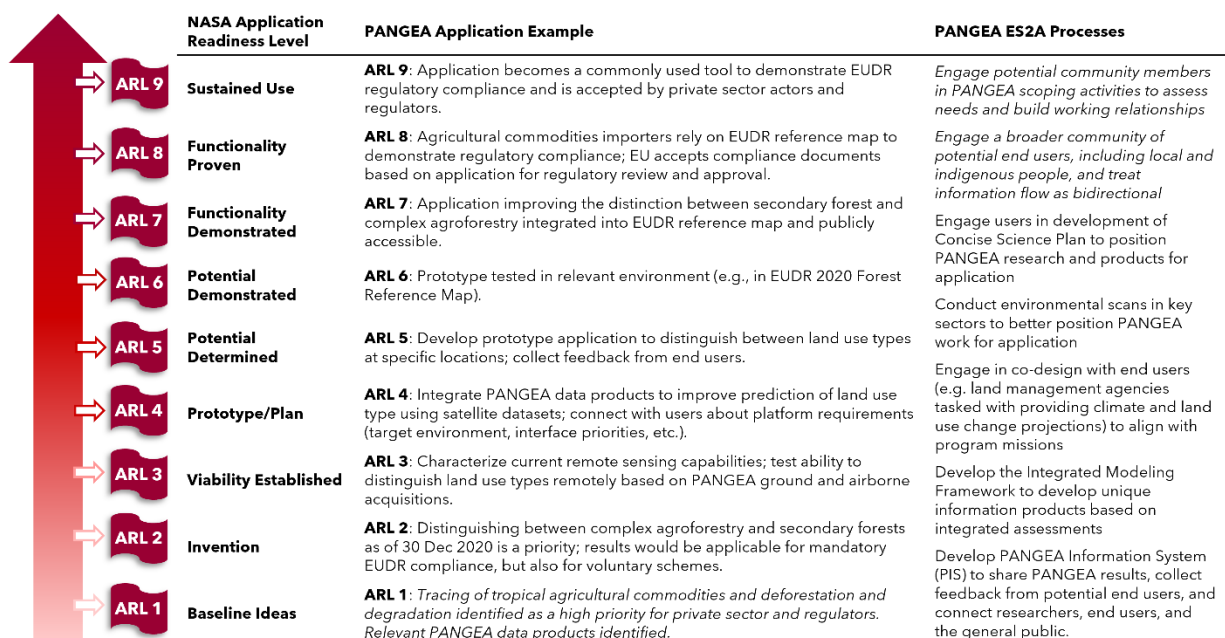 NASA Application
Readiness Level
PANGEA Application Example
PANGEA ES2A Processes
ARL 9
Sustained Use
ARL 9: Application becomes a commonly used tool to demonstrate EUDR
regulatory compliance and is accepted by private sector actors and
regulators.
ARL 8
Functionality
Proven
ARL 8: Agricultural commodities importers rely on EUDR reference map to
demonstrate regulatory compliance; EU accepts compliance documents
based on application for regulatory review and approval.
ARL 7
Functionality
Demonstrated
ARL 7: Application improving the distinction between secondary forest and
complex agroforestry integrated into EUDR reference map and publicly
accessible.
ARL 6
Potential
Demonstrated
ARL 6: Prototype tested in relevant environment (e.g., in EUDR 2020 Forest
Reference Map).
ARL 5
Potential
Determined
ARL 5: Develop prototype application to distinguish between land use types
at specific locations; collect feedback from end users.
ARL 4
Prototype/Plan
ARL 4: Integrate PANGEA data products to improve prediction of land use
type using satellite datasets; connect with users about platform requirements
(target environment, interface priorities, etc.).
ARL 3
Viability Established
ARL 3: Characterize current remote sensing capabilities; test ability to
distinguish land use types remotely based on PANGEA ground and airborne
acquisitions.
ARL 2
Invention
ARL 2: Distinguishing between complex agroforestry and secondary forests
as of 30 Dec 2020 is a priority; results would be applicable for mandatory
EUDR compliance, but also for voluntary schemes.
ARL 1
Baseline Ideas
ARL 1: Tracing of tropical agricultural commodities and deforestation and
degradation identified as a high priority for private sector and regulators.
Relevant PANGEA data products identified.
Engage potential community members
in PANGEA scoping activities to assess
needs and build working relationships
Engage a broader community of
potential end users, including local and
indigenous people, and treat
information flow as bidirectional
Engage users in development of
Concise Science Plan to position
PANGEA research and products for
application
Conduct environmental scans in key
sectors to better position PANGEA
work for application
Engage in co-design with end users
(e.g. land management agencies
tasked with providing climate and land
use change projections) to align with
program missions
Develop the Integrated Modeling
Framework to develop unique
information products based on
integrated assessments
Develop PANGEA Information System
(PIS) to share PANGEA results, collect
feedback from potential end users, and
connect researchers, end users, and
the general public.